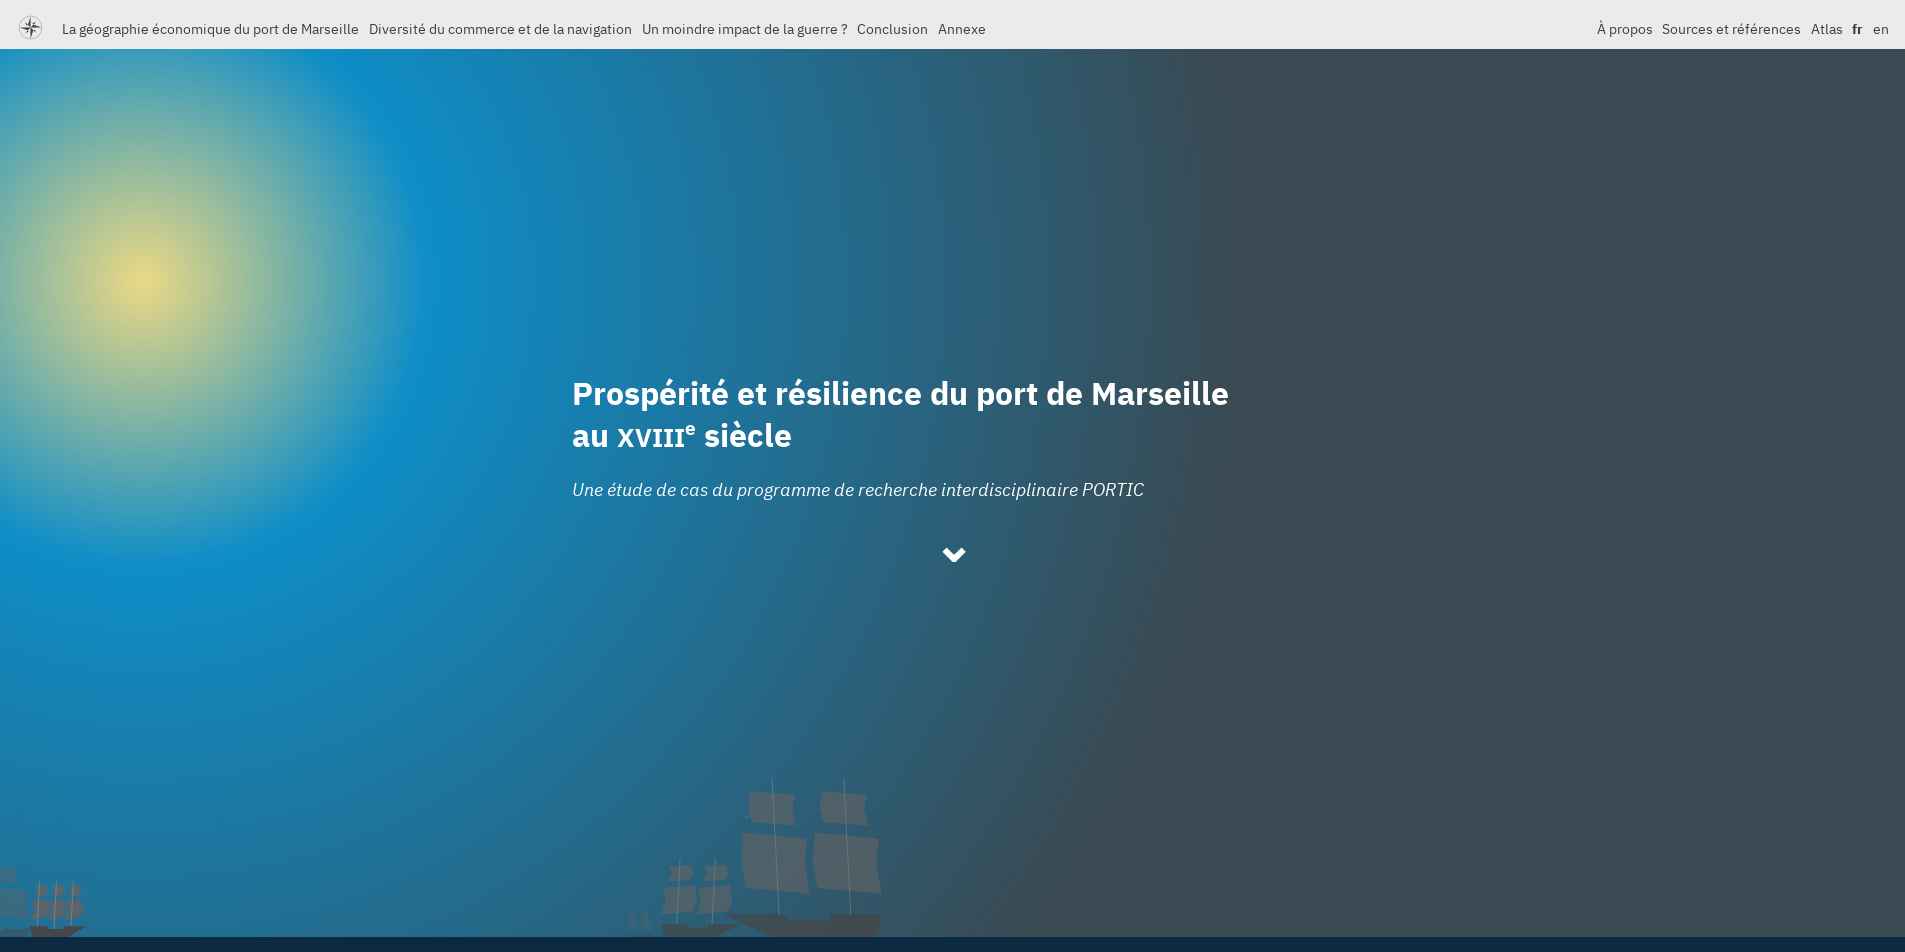 La géographie économique du port de Marseille Diversité du commerce et de la navigation Un moindre impact de la guerre ? Conclusion Annexe À propos Sources et références Atlas fr en
Prospérité et résilience du port de Marseille
au XVIIIe siècle
Une étude de cas du programme de recherche interdisciplinaire PORTIC